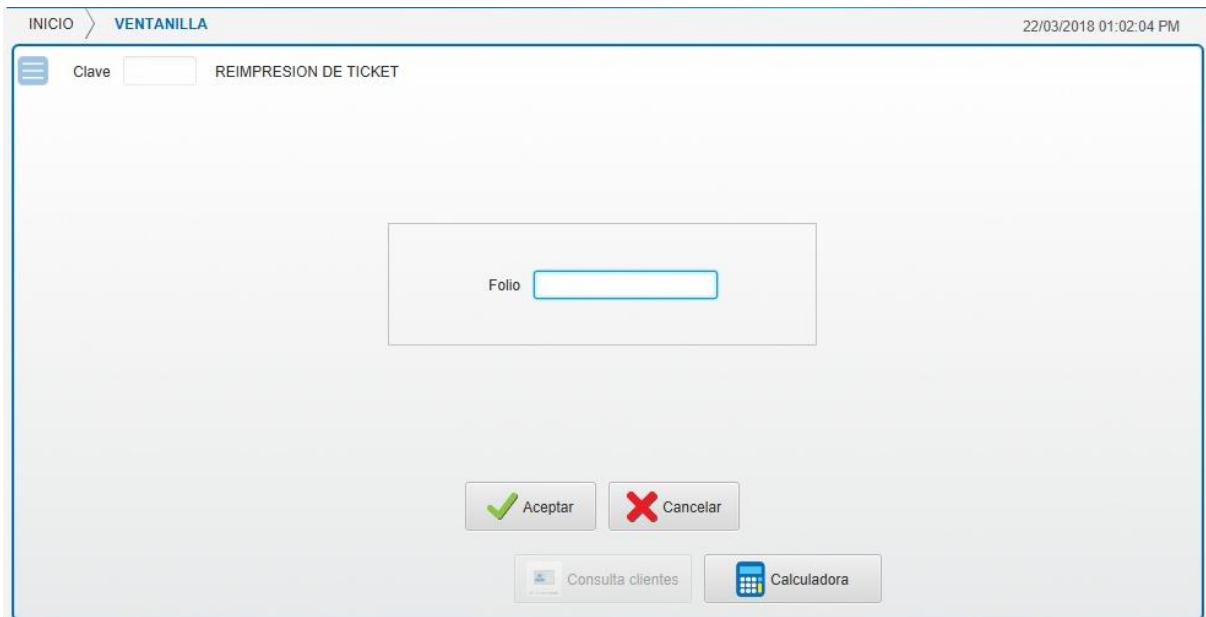 INICIO VENTANILLA 22/03/2018 01:02:04 PM
Clave REIMPRESION DE TICKET
Folio
Aceptar Cancelar
Consulta clientes Calculadora